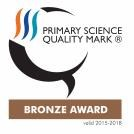 PRIMARY SCIENCE
QUALITY MARK ®
BRONZE AWARD
valid 2015-2018